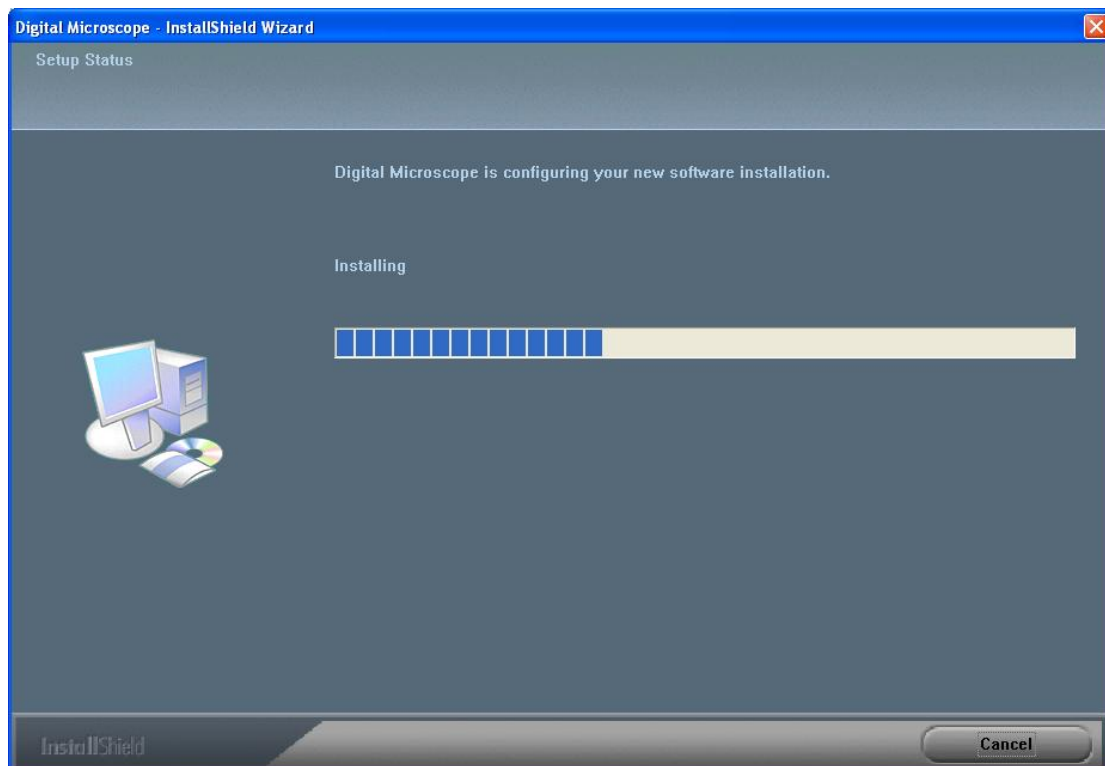 Digital Microscope - InstallShield Wizard
Setup Status
Digital Microscope is configuring your new software installation.
Installing
InstallShield
Cancel